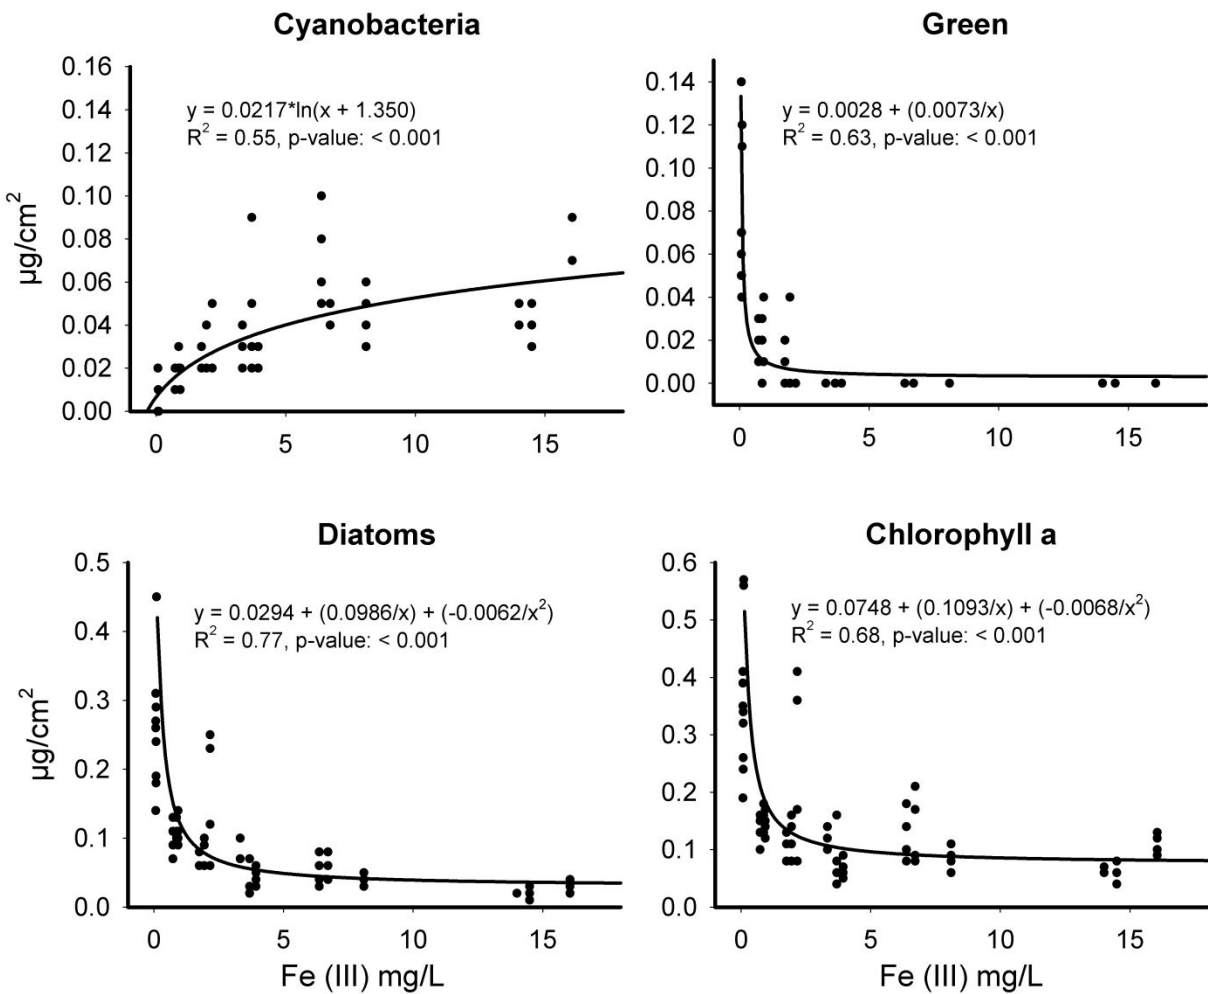 Cyanobacteria
0.16
0.14
0.12
0.10
0.08
0.06
0.04
0.02
0.00
µg/cm²
y = 0.0217*ln(x + 1.350)
R² = 0.55, p-value: < 0.001
0 5 10 15
Green
0.14
0.12
0.10
0.08
0.06
0.04
0.02
0.00
y = 0.0028 + (0.0073/x)
R² = 0.63, p-value: < 0.001
0 5 10 15
Diatoms
0.5
0.4
0.3
0.2
0.1
0.0
µg/cm²
y = 0.0294 + (0.0986/x) + (-0.0062/x²)
R² = 0.77, p-value: < 0.001
0 5 10 15
Fe (III) mg/L
Chlorophyll a
0.6
0.5
0.4
0.3
0.2
0.1
0.0
y = 0.0748 + (0.1093/x) + (-0.0068/x²)
R² = 0.68, p-value: < 0.001
0 5 10 15
Fe (III) mg/L